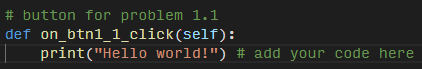 # button for problem 1.1
def on_btn1_1_click(self):
    print("Hello world!") # add your code here